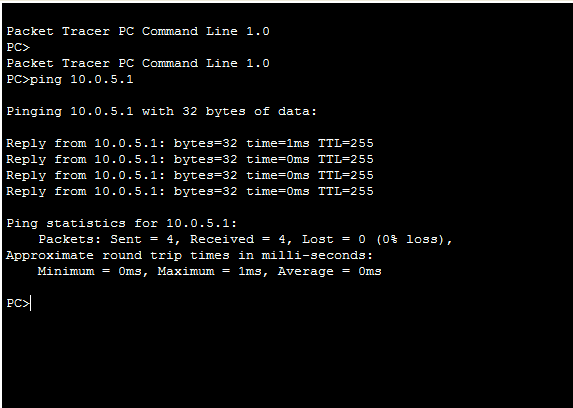 Packet Tracer PC Command Line 1.0
PC>
Packet Tracer PC Command Line 1.0
PC>ping 10.0.5.1
Pinging 10.0.5.1 with 32 bytes of data:
Reply from 10.0.5.1: bytes=32 time=1ms TTL=255
Reply from 10.0.5.1: bytes=32 time=0ms TTL=255
Reply from 10.0.5.1: bytes=32 time=0ms TTL=255
Reply from 10.0.5.1: bytes=32 time=0ms TTL=255
Ping statistics for 10.0.5.1:
Packets: Sent = 4, Received = 4, Lost = 0 (0% loss),
Approximate round trip times in milli-seconds:
Minimum = 0ms, Maximum = 1ms, Average = 0ms
PC>